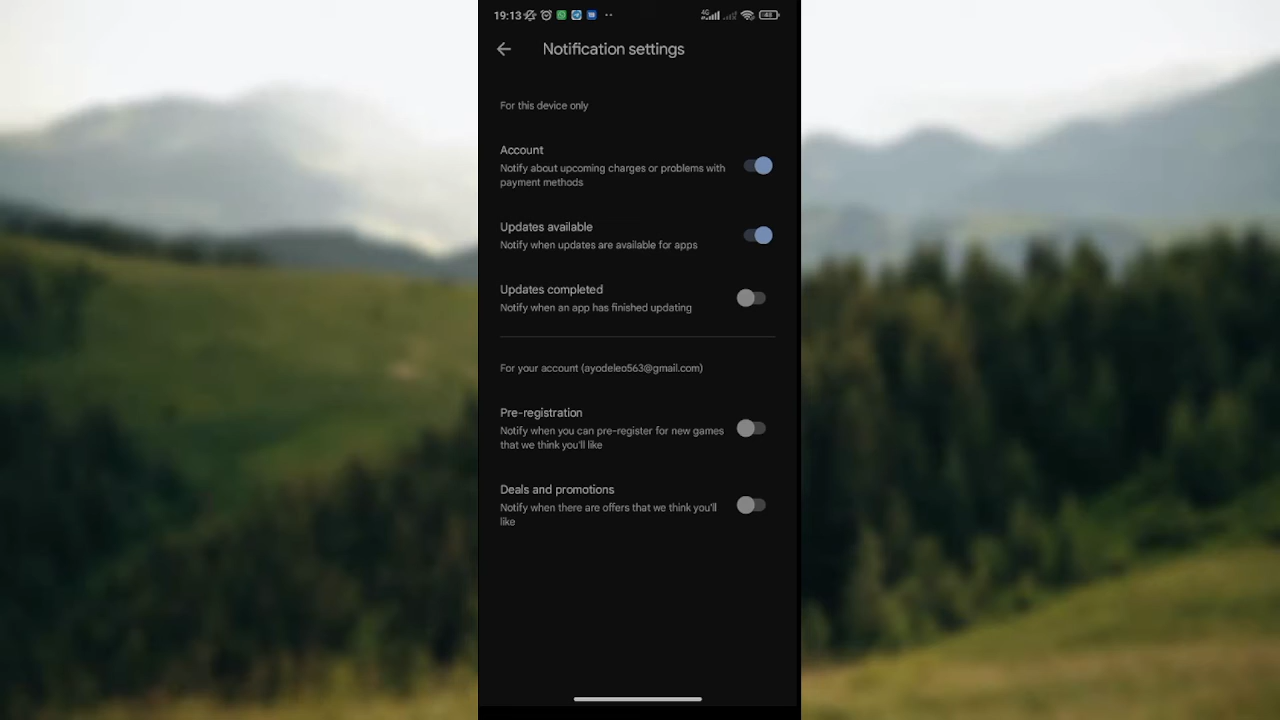 19:13
4G
48
Notification settings
For this device only
Account
Notify about upcoming charges or problems with
payment methods
Updates available
Notify when updates are available for apps
Updates completed
Notify when an app has finished updating
For your account (ayodeleo563@gmail.com)
Pre-registration
Notify when you can pre-register for new games
that we think you'll like
Deals and promotions
Notify when there are offers that we think you'll
like